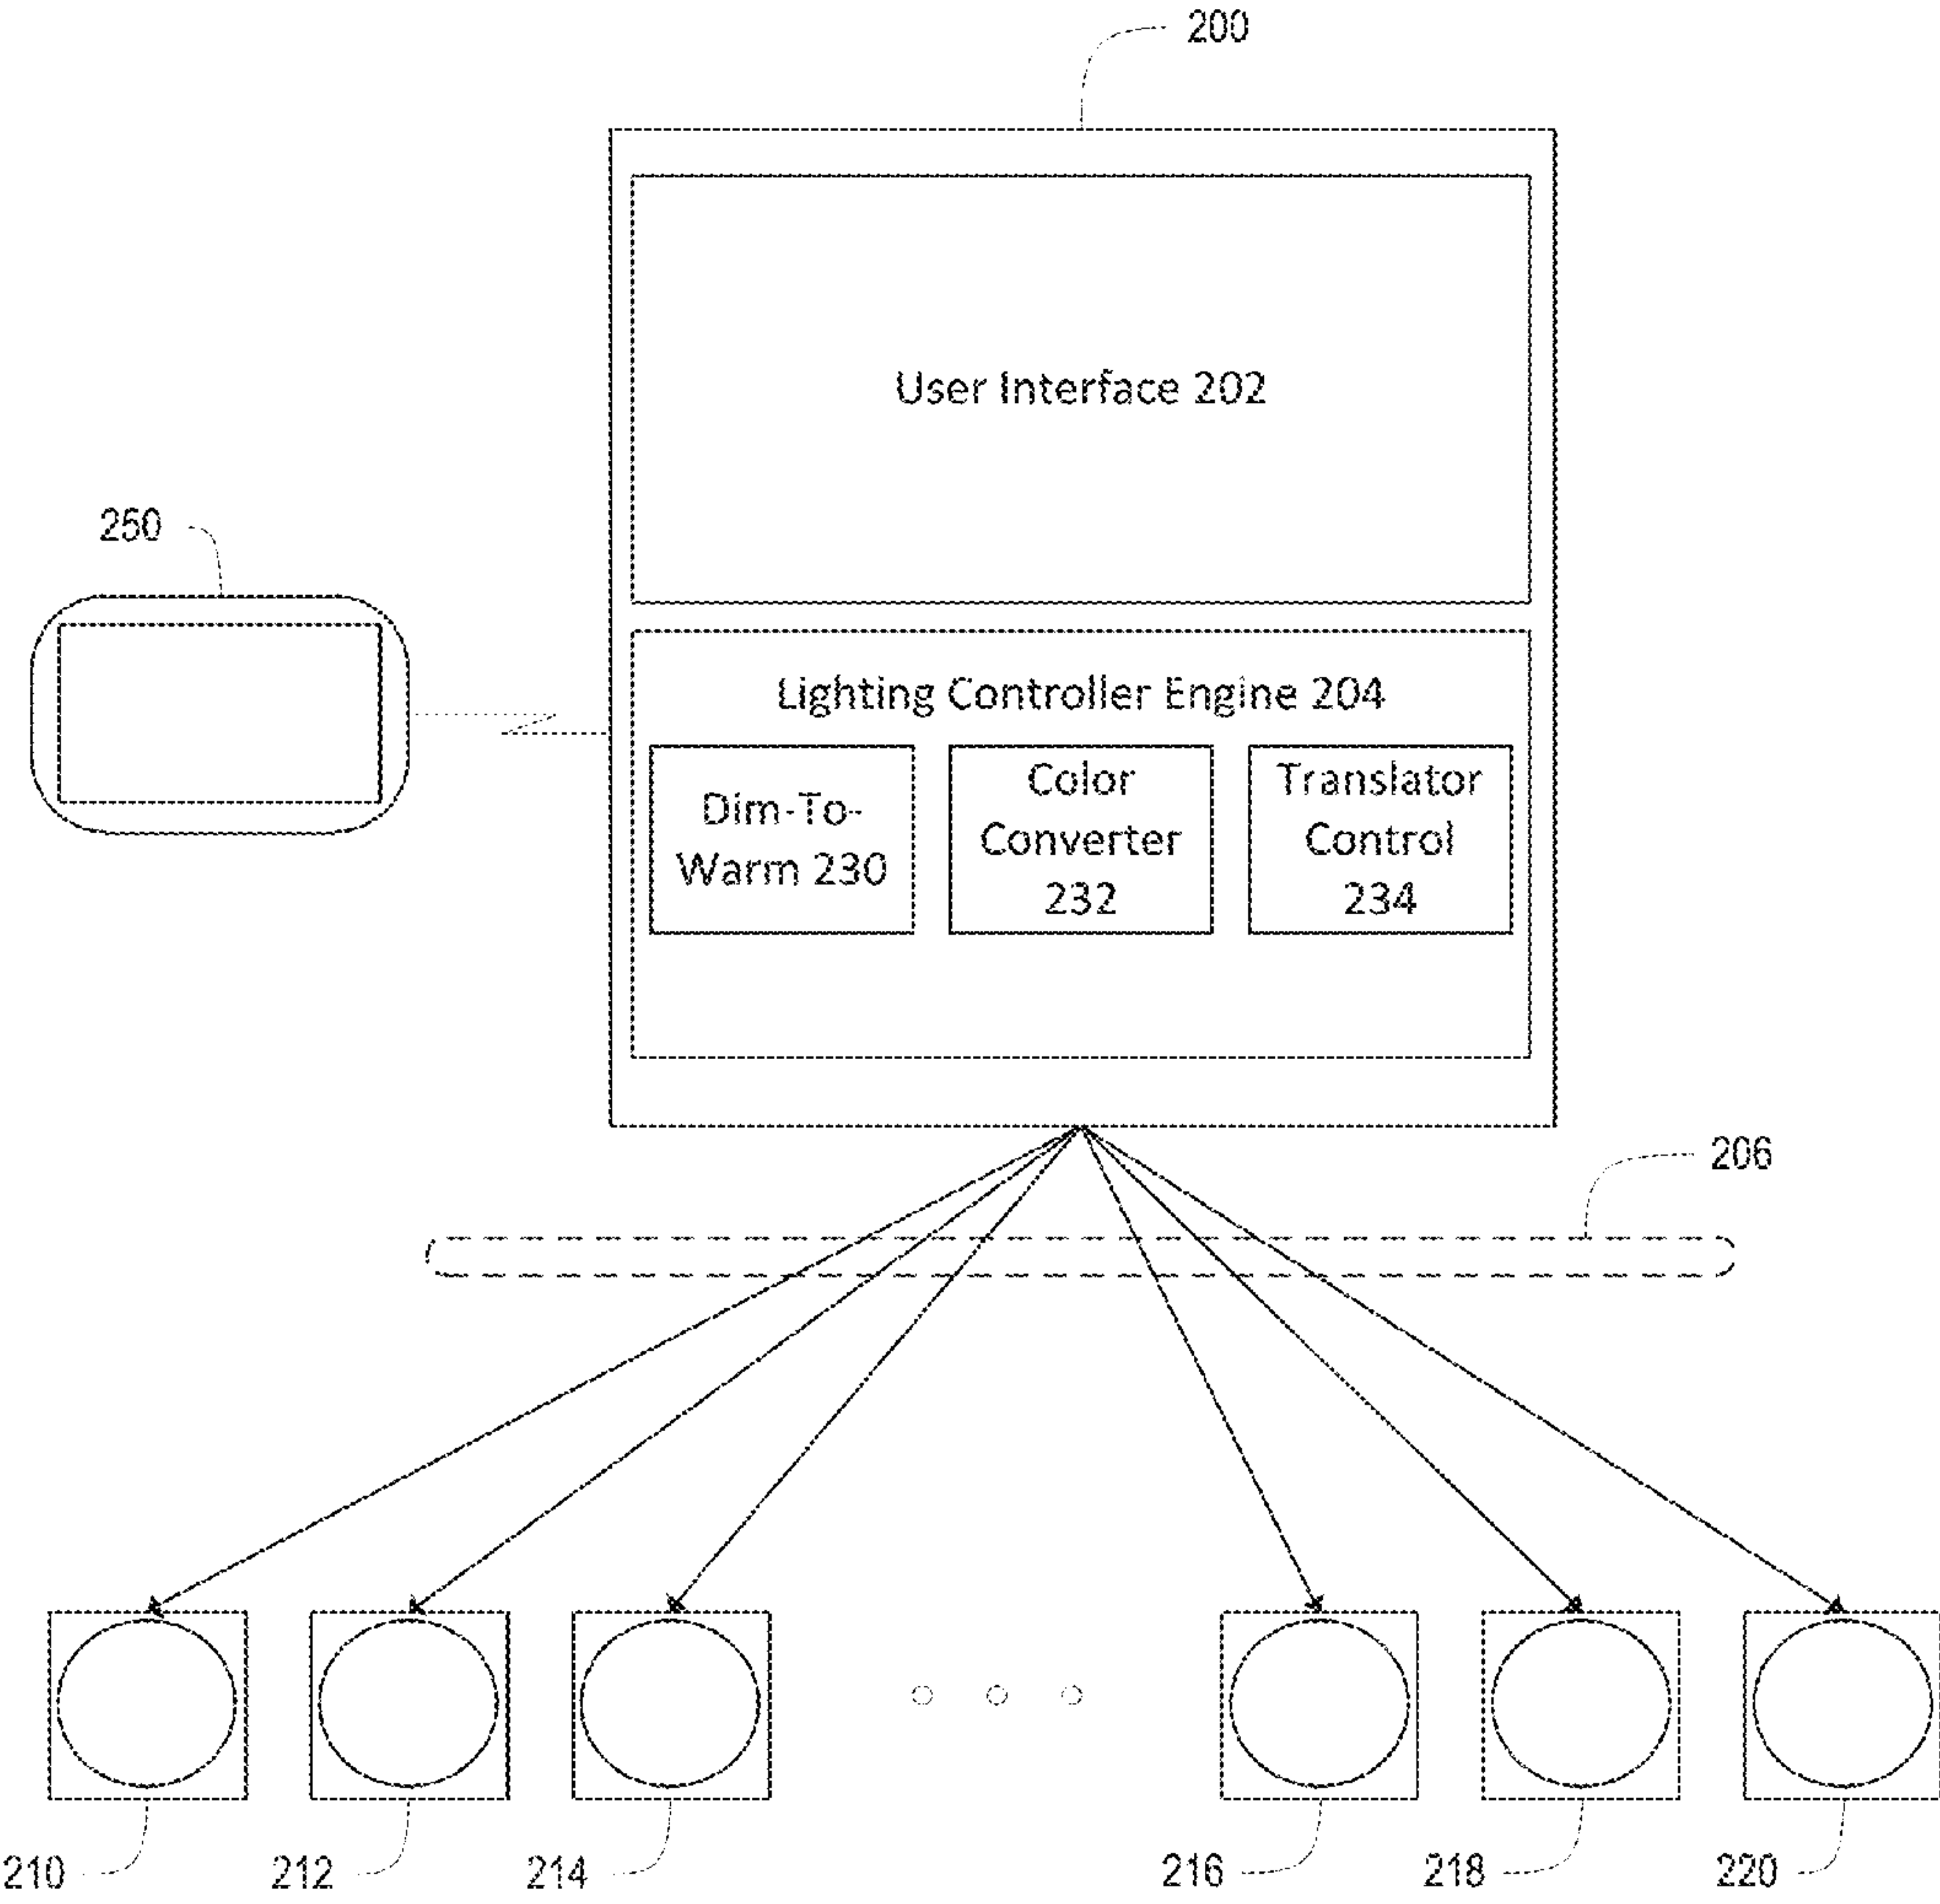 200
User Interface 202
250
Lighting Controller Engine 204
Dim-To-
Warm 230
Color
Converter
232
Translator
Control
234
206
210
212
214
216
218
220